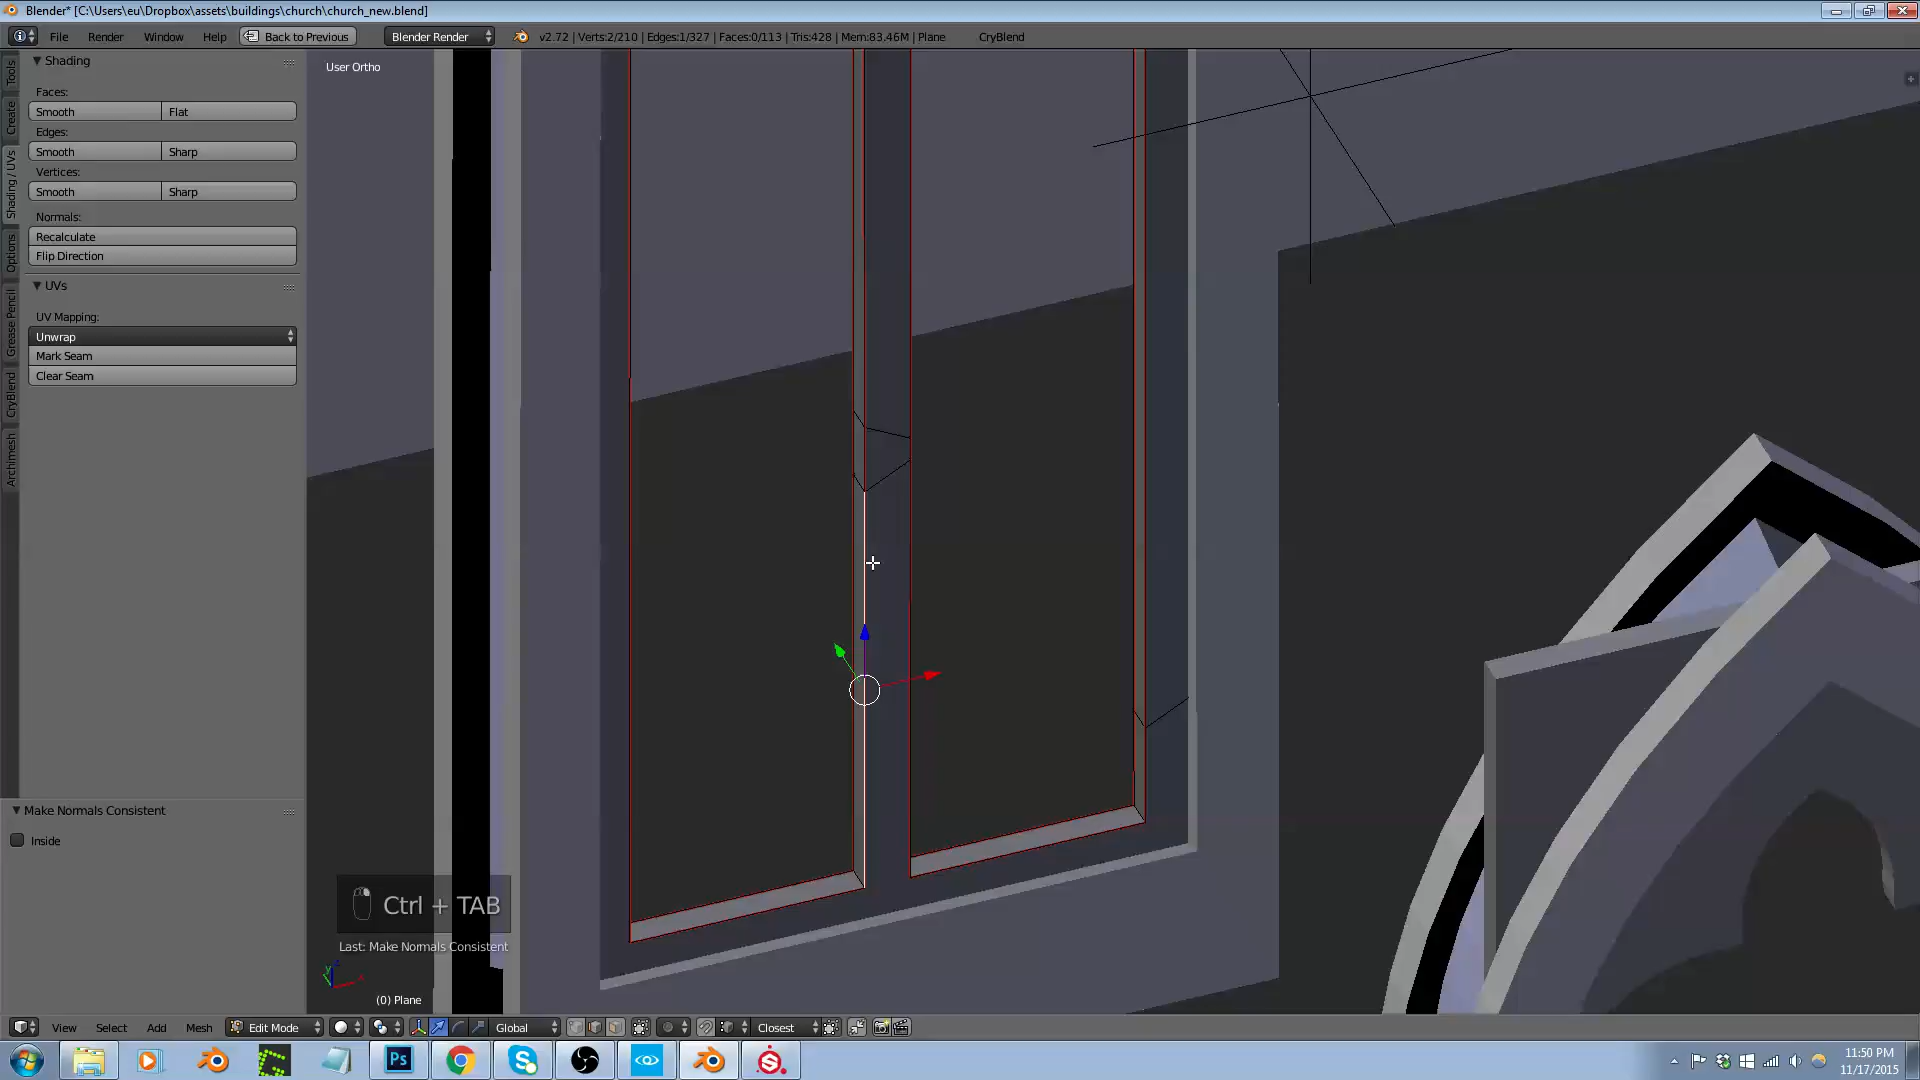 Blender* [C:\Users\eu\Dropbox\assets\buildings\church\church_new.blend]
File Render Window Help Back to Previous Blender Render v2.72 | Verts:2/210 | Edges:1/327 | Faces:0/113 | Tris:428 | Mem:83.46M | Plane CryBlend
Tools
Create
Shading / UVs
Options
Grease Pencil
CryBlend
Archimesh
Shading
Faces:
Smooth Flat
Edges:
Smooth Sharp
Vertices:
Smooth Sharp
Normals:
Recalculate
Flip Direction
UVs
UV Mapping:
Unwrap
Mark Seam
Clear Seam
Make Normals Consistent
Inside
User Ortho
Ctrl + TAB
Last: Make Normals Consistent
(0) Plane
View Select Add Mesh Edit Mode Global Closest
Ps
11:50 PM
11/17/2015